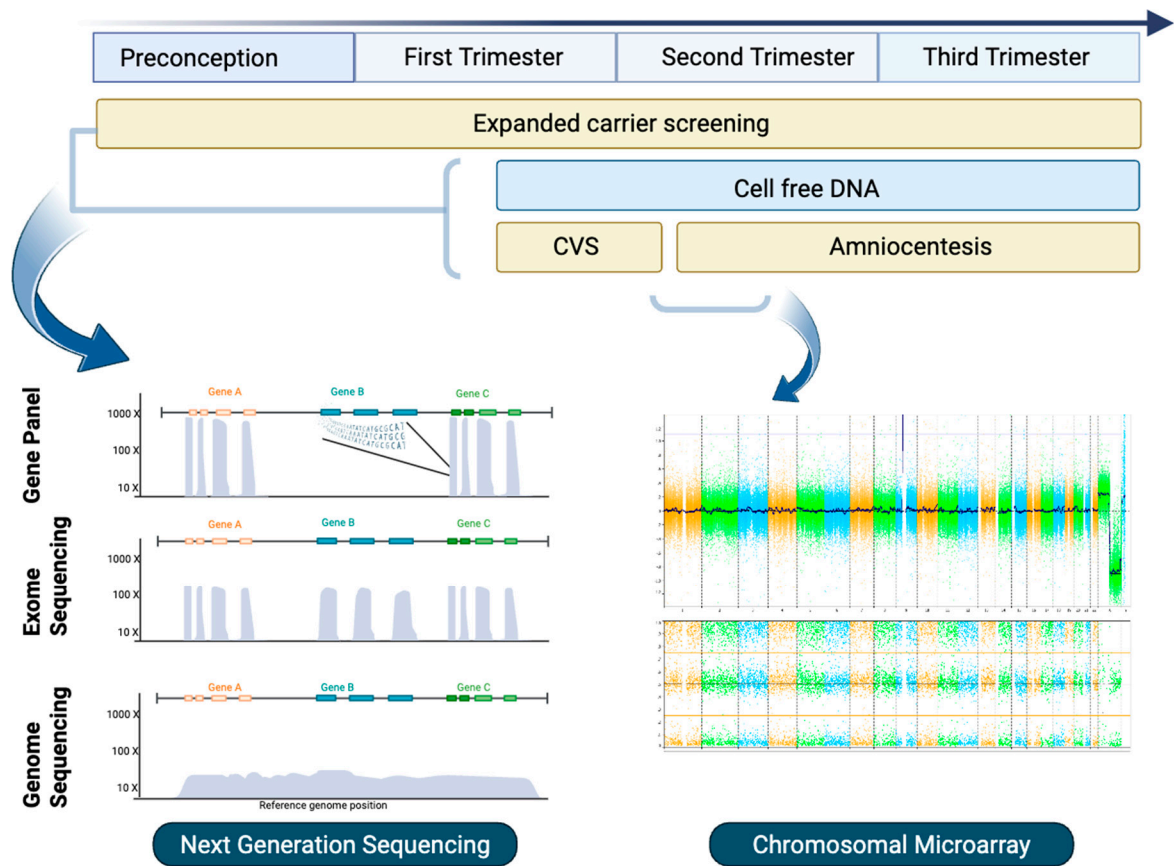 Preconception
First Trimester
Second Trimester
Third Trimester
Expanded carrier screening
Cell free DNA
CVS
Amniocentesis
Gene Panel
Gene A
Gene B
Gene C
1000 X
100 X
10 X
Exome
Sequencing
Gene A
Gene B
Gene C
1000 X
100 X
10 X
Genome
Sequencing
Gene A
Gene B
Gene C
1000 X
100 X
10 X
Reference genome position
Next Generation Sequencing
Chromosomal Microarray